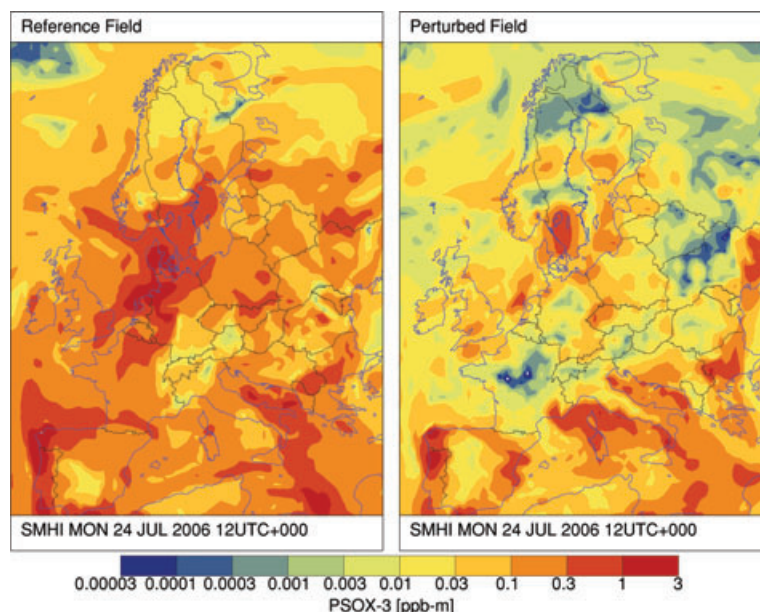 Reference Field
Perturbed Field
SMHI MON 24 JUL 2006 12UTC+000
SMHI MON 24 JUL 2006 12UTC+000
0.00003 0.0001 0.0003 0.001 0.003 0.01 0.03 0.1 0.3 1 3
PSOX-3 [ppb-m]